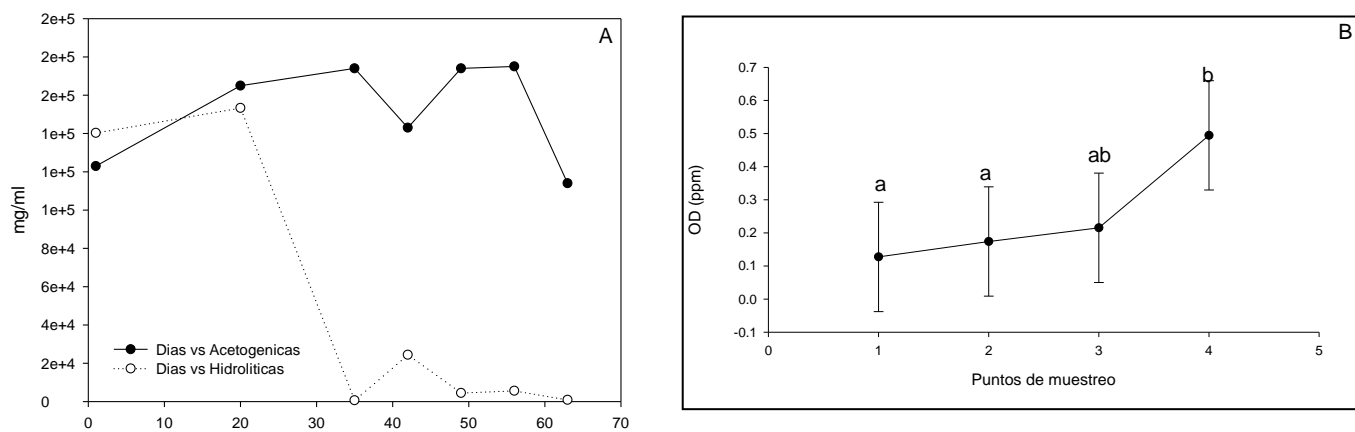 A
2e+5
2e+5
2e+5
1e+5
1e+5
1e+5
8e+4
6e+4
4e+4
2e+4
0
mg/ml
Dias vs Acetogenicas
Dias vs Hidroliticas
0 10 20 30 40 50 60 70
B
0.7
0.6
0.5
0.4
0.3
0.2
0.1
0.0
-0.1
OD (ppm)
a
a
ab
b
0 1 2 3 4 5
Puntos de muestreo